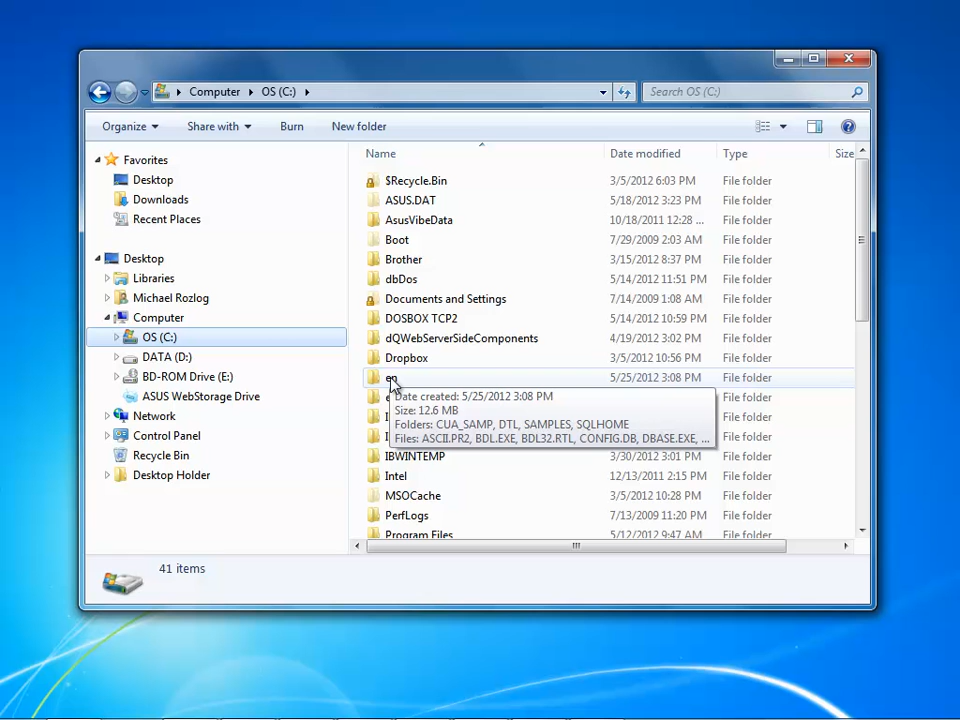 Computer OS (C:) Search OS (C:)
Organize Share with Burn New folder
Name Date modified Type Size
Favorites
Desktop
Downloads
Recent Places
Desktop
Libraries
Michael Rozlog
Computer
OS (C:)
DATA (D:)
BD-ROM Drive (E:)
ASUS WebStorage Drive
Network
Control Panel
Recycle Bin
Desktop Holder
$Recycle.Bin 3/5/2012 6:03 PM File folder
ASUS.DAT 5/18/2012 3:23 PM File folder
AsusVibeData 10/18/2011 12:28 ... File folder
Boot 7/29/2009 2:03 AM File folder
Brother 3/15/2012 8:37 PM File folder
dbDos 5/14/2012 11:51 PM File folder
Documents and Settings 7/14/2009 1:08 AM File folder
DOSBOX TCP2 5/14/2012 10:59 PM File folder
dQWebServerSideComponents 4/19/2012 3:02 PM File folder
Dropbox 3/5/2012 10:56 PM File folder
en 5/25/2012 3:08 PM File folder
Date created: 5/25/2012 3:08 PM
Size: 12.6 MB
Folders: CUA_SAMP, DTL, SAMPLES, SQLHOME
Files: ASCII.PR2, BDL.EXE, BDL32.RTL, CONFIG.DB, DBASE.EXE, ...
File folder
File folder
File folder
IBWINTEMP 3/30/2012 3:01 PM File folder
Intel 12/13/2011 2:15 PM File folder
MSOCache 3/5/2012 10:28 PM File folder
PerfLogs 7/13/2009 11:20 PM File folder
Program Files 5/12/2012 9:47 AM File folder
41 items